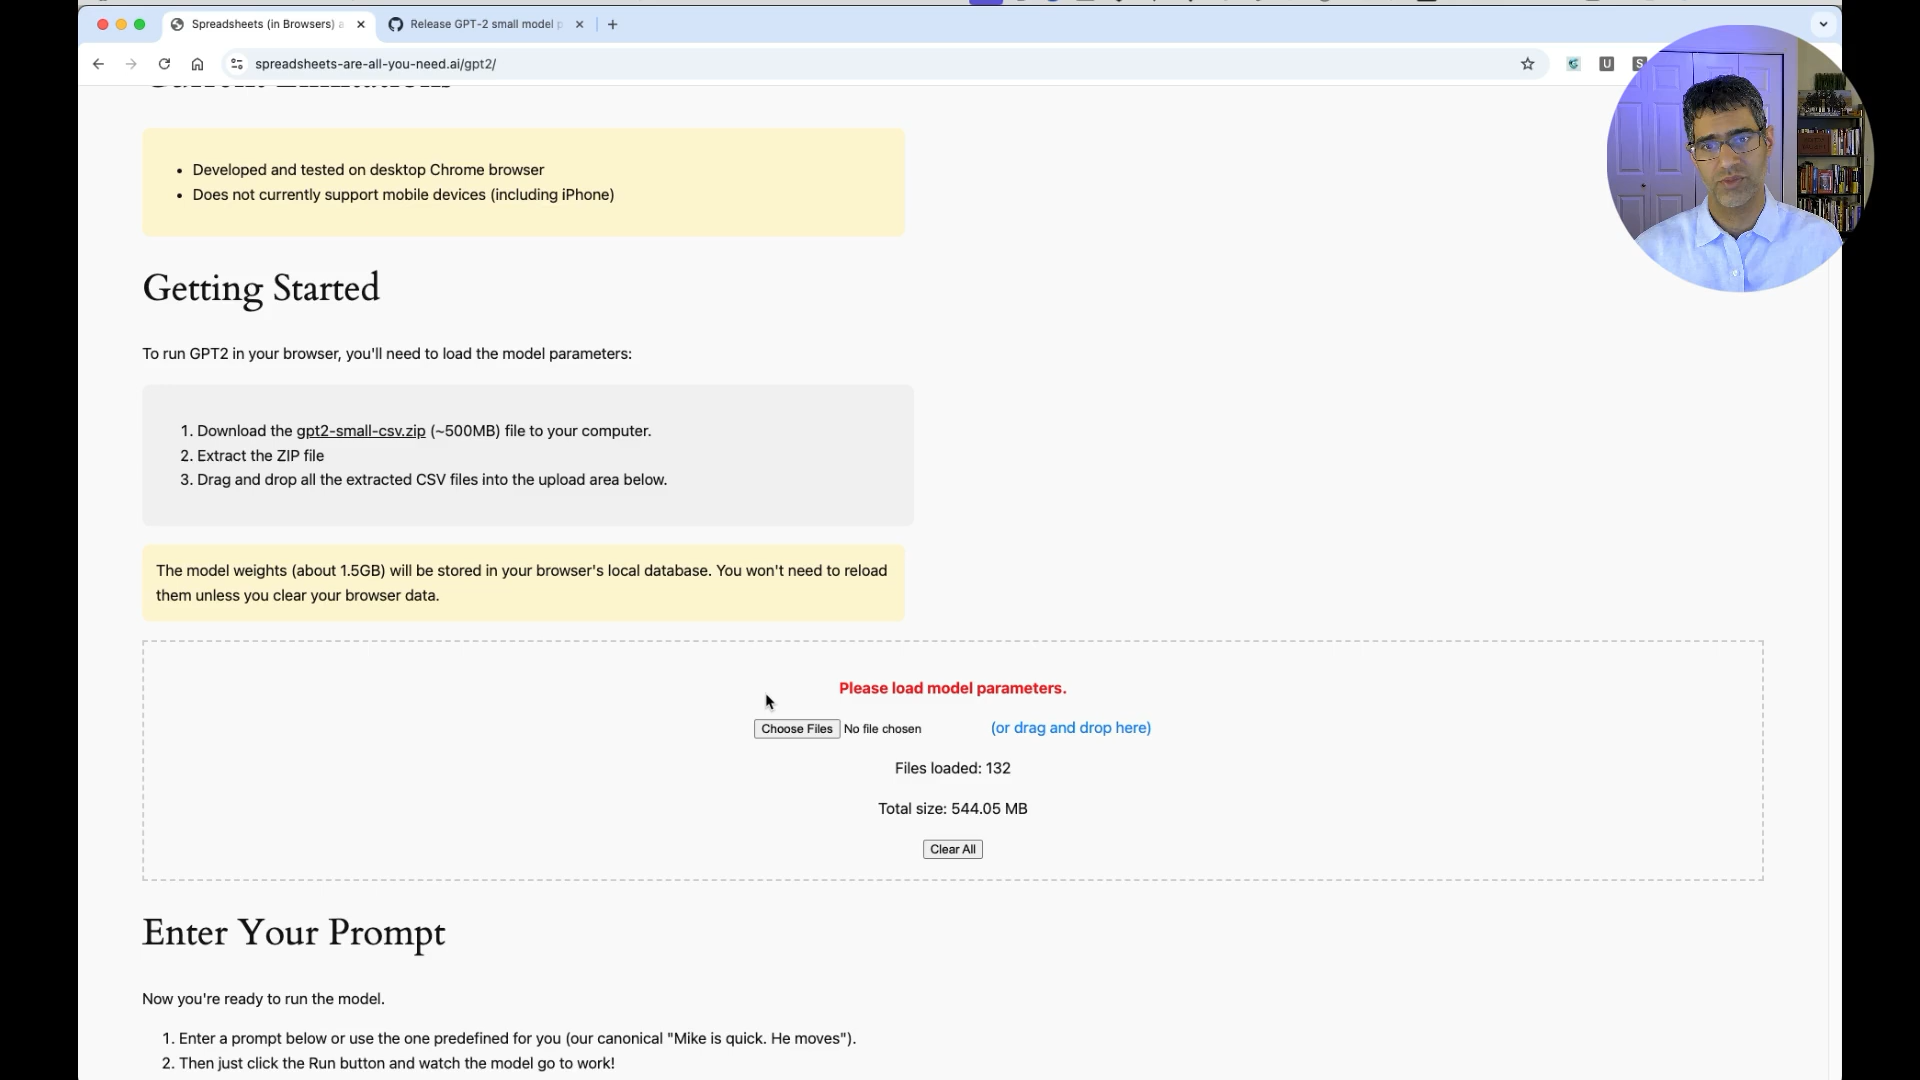 Spreadsheets (in Browsers) a
Release GPT-2 small model p
spreadsheets-are-all-you-need.ai/gpt2/
Current Limitations
• Developed and tested on desktop Chrome browser
• Does not currently support mobile devices (including iPhone)
Getting Started
To run GPT2 in your browser, you'll need to load the model parameters:
1. Download the gpt2-small-csv.zip (~500MB) file to your computer.
2. Extract the ZIP file
3. Drag and drop all the extracted CSV files into the upload area below.
The model weights (about 1.5GB) will be stored in your browser's local database. You won't need to reload
them unless you clear your browser data.
Please load model parameters.
Choose Files No file chosen (or drag and drop here)
Files loaded: 132
Total size: 544.05 MB
Clear All
Enter Your Prompt
Now you're ready to run the model.
1. Enter a prompt below or use the one predefined for you (our canonical "Mike is quick. He moves").
2. Then just click the Run button and watch the model go to work!